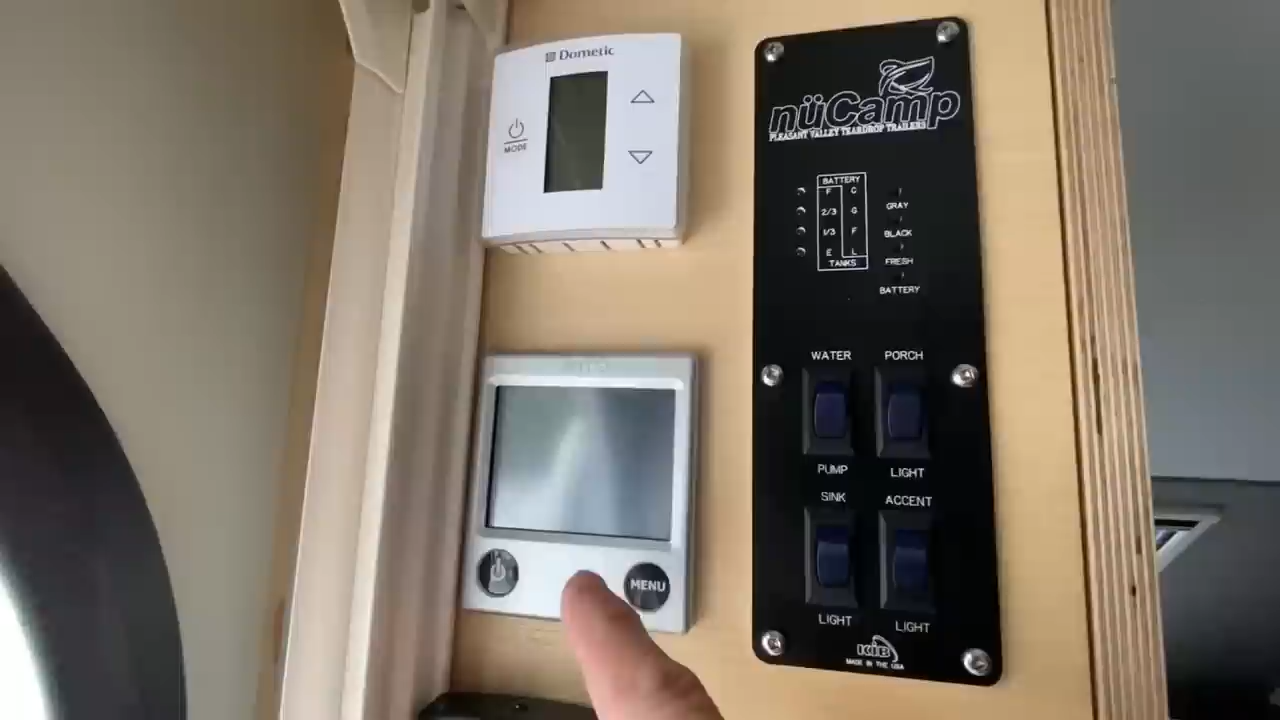 Dometic
MODE
nüCamp
PLEASANT VALLEY TEARDROP TRAILERS
BATTERY
F C
2/3 G
1/3 F
E L
TANKS
GRAY
BLACK
FRESH
BATTERY
WATER PORCH
PUMP LIGHT
SINK ACCENT
LIGHT LIGHT
KIB
MADE IN THE USA
MENU